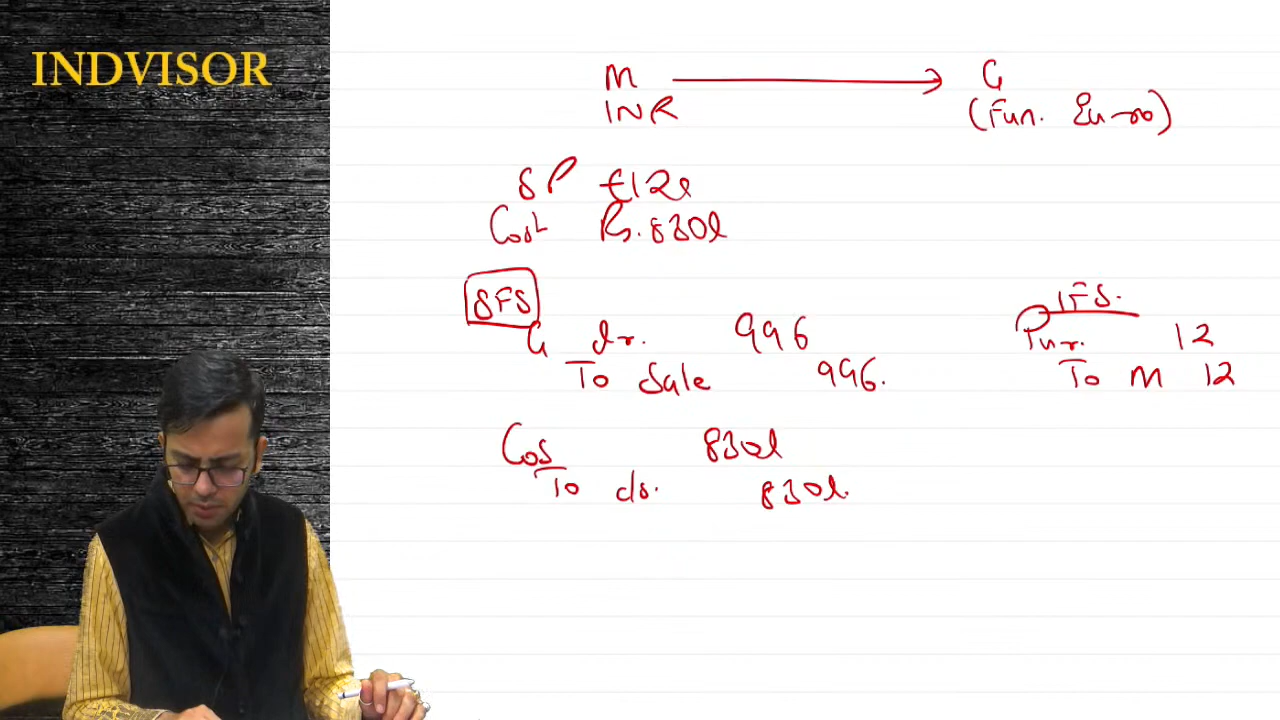 INDVISOR
M → G
INR (Fun. Euro)
SP €12l
Cost Rs.830l
SFS IFS.
G dr. 996 Pur. 12
To Sale 996. To M 12
Cos 830l
To cls. 830l.